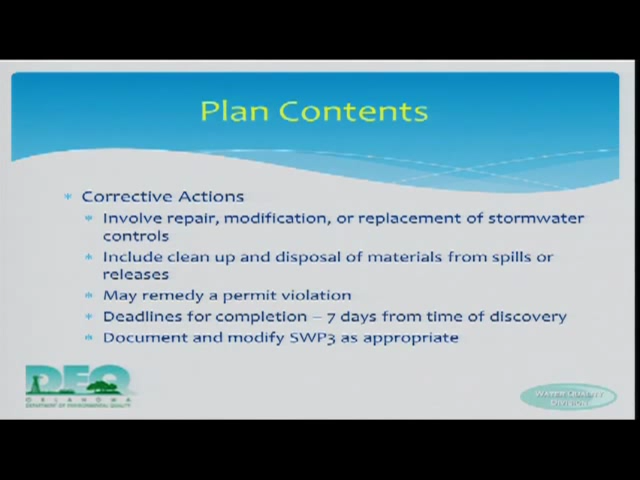 Plan Contents
Corrective Actions
Involve repair, modification, or replacement of stormwater
controls
Include clean up and disposal of materials from spills or
releases
May remedy a permit violation
Deadlines for completion – 7 days from time of discovery
Document and modify SWP3 as appropriate
DEQ
OKLAHOMA
DEPARTMENT OF ENVIRONMENTAL QUALITY
WATER QUALITY
DIVISION